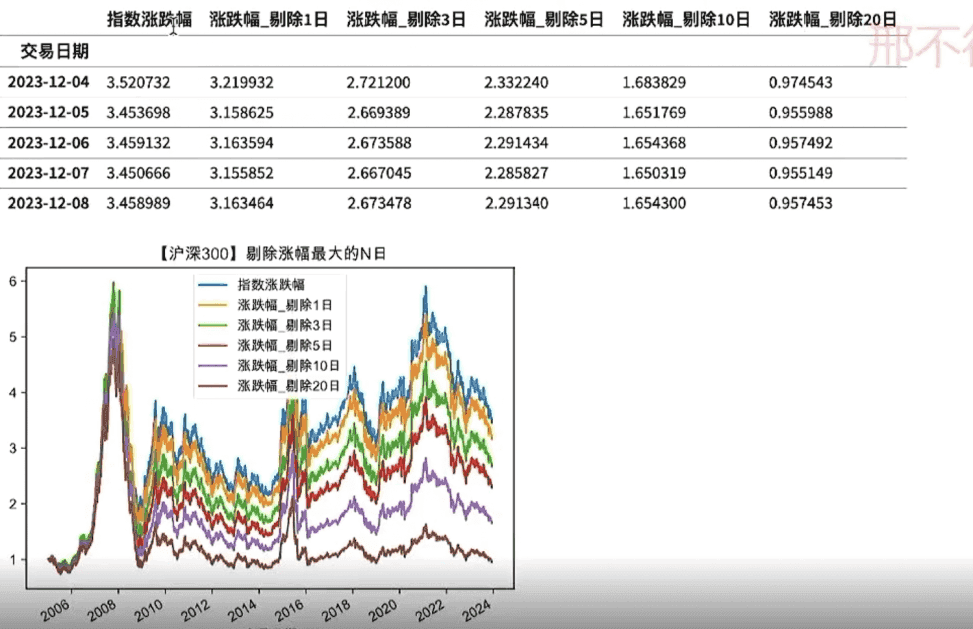 指数涨跌幅 涨跌幅_剔除1日 涨跌幅_剔除3日 涨跌幅_剔除5日 涨跌幅_剔除10日 涨跌幅_剔除20日
交易日期
2023-12-04 3.520732 3.219932 2.721200 2.332240 1.683829 0.974543
2023-12-05 3.453698 3.158625 2.669389 2.287835 1.651769 0.955988
2023-12-06 3.459132 3.163594 2.673588 2.291434 1.654368 0.957492
2023-12-07 3.450666 3.155852 2.667045 2.285827 1.650319 0.955149
2023-12-08 3.458989 3.163464 2.673478 2.291340 1.654300 0.957453
邢不
【沪深300】剔除涨幅最大的N日
指数涨跌幅
涨跌幅_剔除1日
涨跌幅_剔除3日
涨跌幅_剔除5日
涨跌幅_剔除10日
涨跌幅_剔除20日
6
5
4
3
2
1
2006 2008 2010 2012 2014 2016 2018 2020 2022 2024